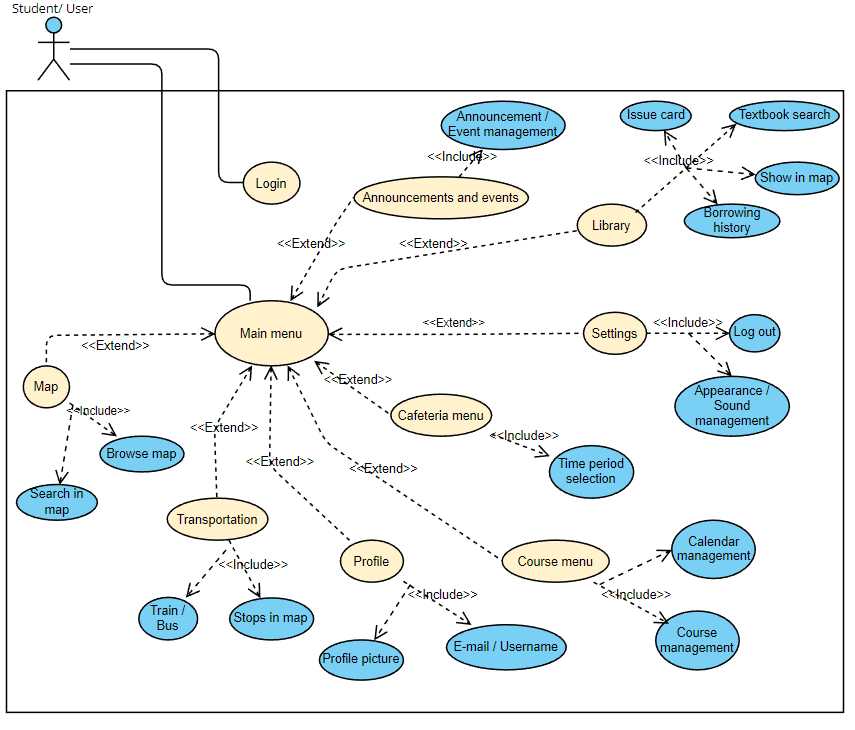 Student/ User
Announcement /
Event management
<<Include>>
Issue card
Textbook search
<<Include>>
Show in map
Login
Announcements and events
Borrowing
history
Library
<<Extend>>
<<Extend>>
Main menu
<<Extend>>
Settings
<<Include>>
Log out
<<Extend>>
Map
<<Include>>
<<Extend>>
Cafeteria menu
Appearance /
Sound
management
<<Extend>>
<<Include>>
Browse map
<<Extend>>
<<Extend>>
Time period
selection
Search in
map
Transportation
<<Include>>
Profile
Course menu
Calendar
management
<<Include>>
<<Include>>
Train /
Bus
Stops in map
Profile picture
E-mail / Username
Course
management